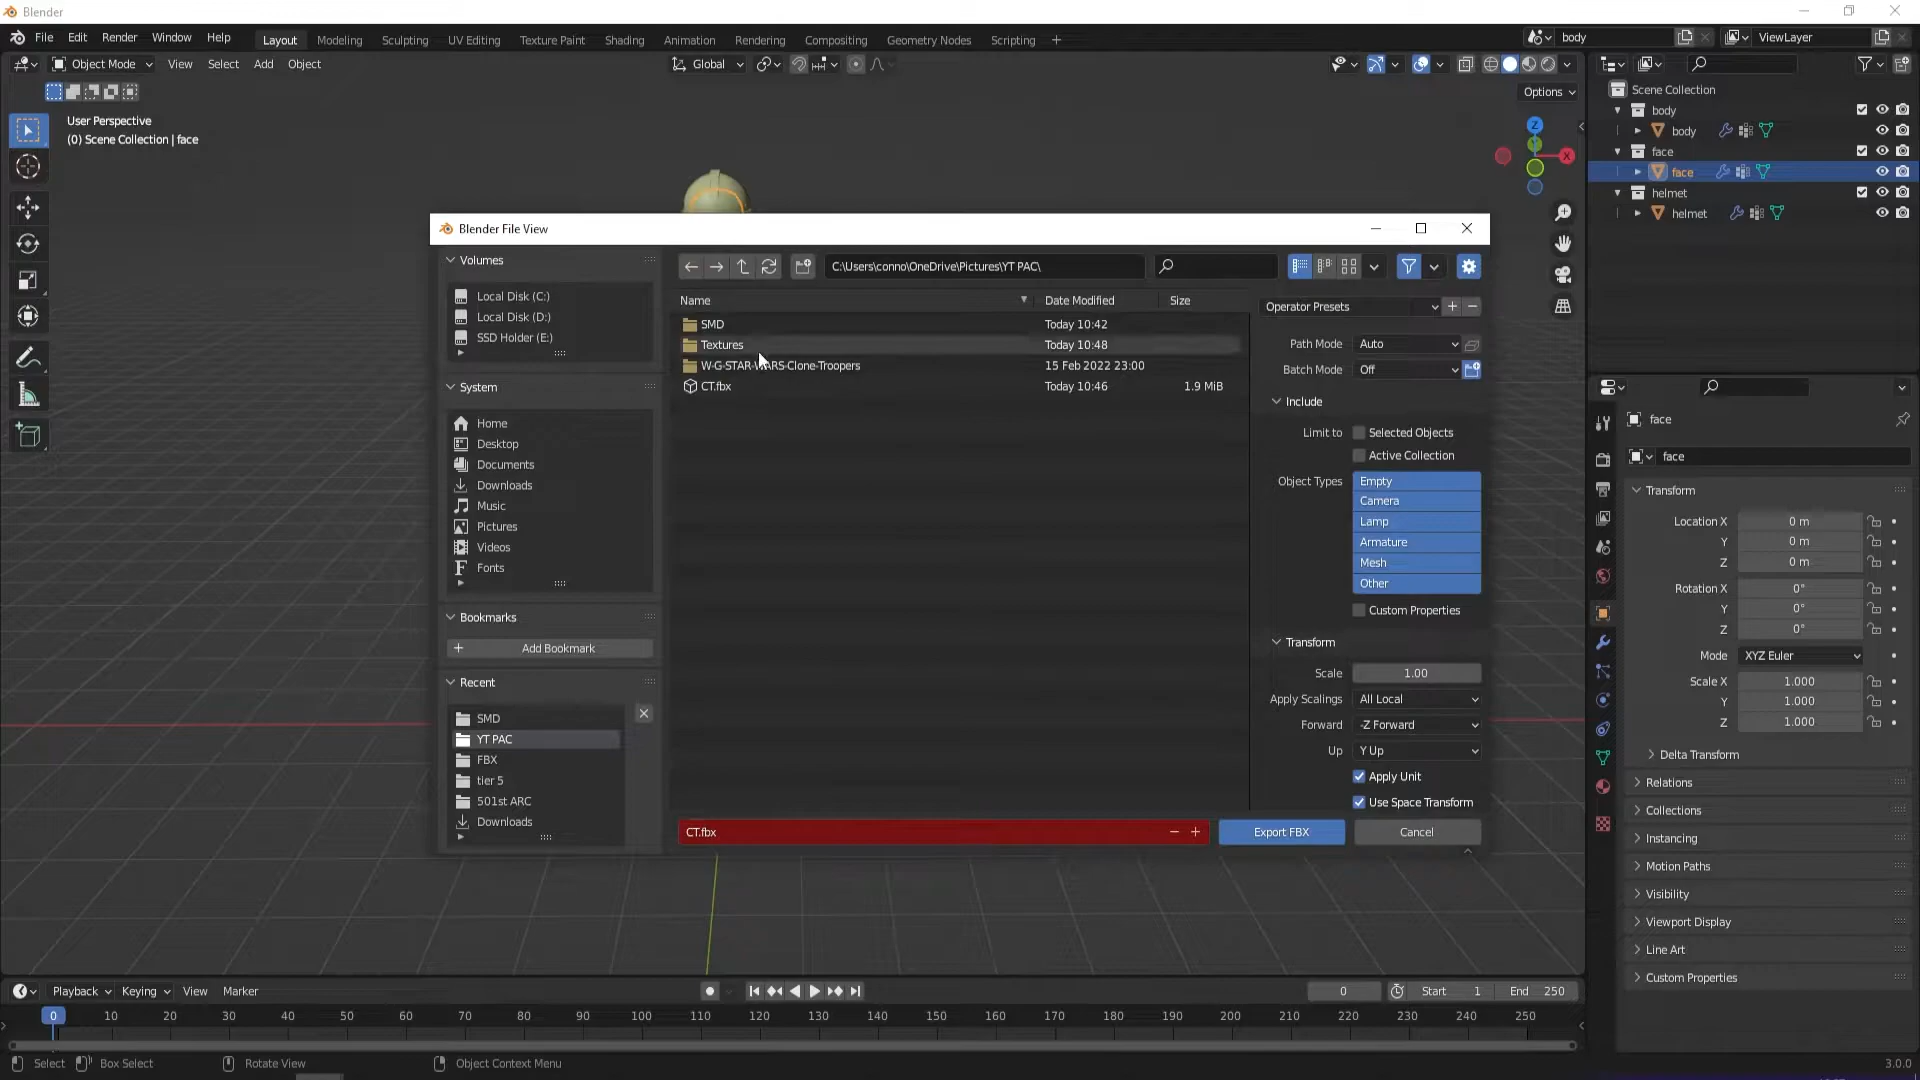 Blender
File Edit Render Window Help Layout Modeling Sculpting UV Editing Texture Paint Shading Animation Rendering Compositing Geometry Nodes Scripting + body ViewLayer
Object Mode View Select Add Object Global
Options
User Perspective
(0) Scene Collection | face
Z
X
Scene Collection
body
body
face
face
helmet
helmet
Blender File View
Volumes
Local Disk (C:)
Local Disk (D:)
SSD Holder (E:)
System
Home
Desktop
Documents
Downloads
Music
Pictures
Videos
Fonts
Bookmarks
+ Add Bookmark
Recent
SMD
YT PAC
FBX
tier 5
501st ARC
Downloads
C:\Users\conno\OneDrive\Pictures\YT PAC\
Name Date Modified Size
SMD Today 10:42
Textures Today 10:48
W-G-STAR-WARS-Clone-Troopers 15 Feb 2022 23:00
CT.fbx Today 10:46 1.9 MiB
CT.fbx − +
Export FBX
Cancel
Operator Presets + −
Path Mode Auto
Batch Mode Off
Include
Limit to Selected Objects
Active Collection
Object Types Empty
Camera
Lamp
Armature
Mesh
Other
Custom Properties
Transform
Scale 1.00
Apply Scalings All Local
Forward -Z Forward
Up Y Up
Apply Unit
Use Space Transform
face
face
Transform
Location X 0 m
Y 0 m
Z 0 m
Rotation X 0°
Y 0°
Z 0°
Mode XYZ Euler
Scale X 1.000
Y 1.000
Z 1.000
Delta Transform
Relations
Collections
Instancing
Motion Paths
Visibility
Viewport Display
Line Art
Custom Properties
Playback Keying View Marker 0 Start 1 End 250
0 10 20 30 40 50 60 70 80 90 100 110 120 130 140 150 160 170 180 190 200 210 220 230 240 250
Select Box Select Rotate View Object Context Menu 3.0.0